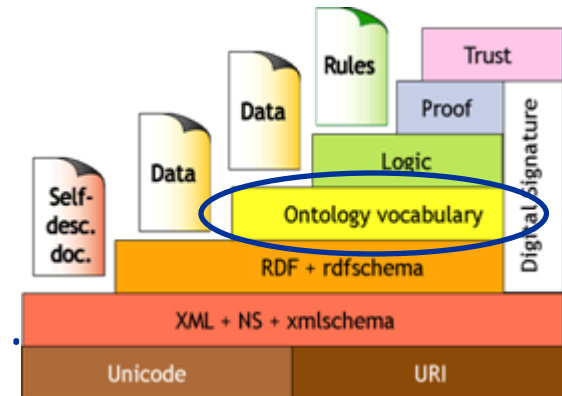 Trust
Rules
Proof
Data
Logic
Digital Signature
Data
Self-
desc.
doc.
Ontology vocabulary
RDF + rdfschema
XML + NS + xmlschema
Unicode
URI